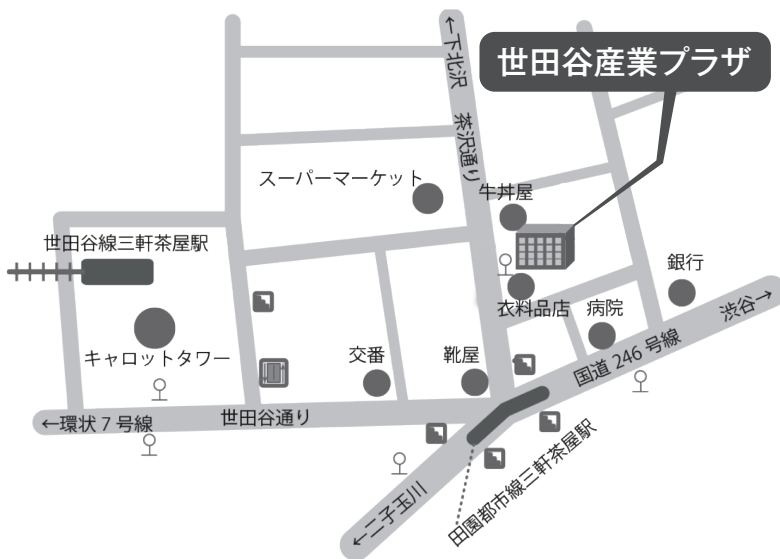 ←下北沢
世田谷産業プラザ
茶沢通り
スーパーマーケット
牛丼屋
世田谷線三軒茶屋駅
銀行
衣料品店
病院
渋谷→
キャロットタワー
交番
靴屋
国道 246 号線
←環状 7 号線
世田谷通り
←二子玉川
田園都市線三軒茶屋駅